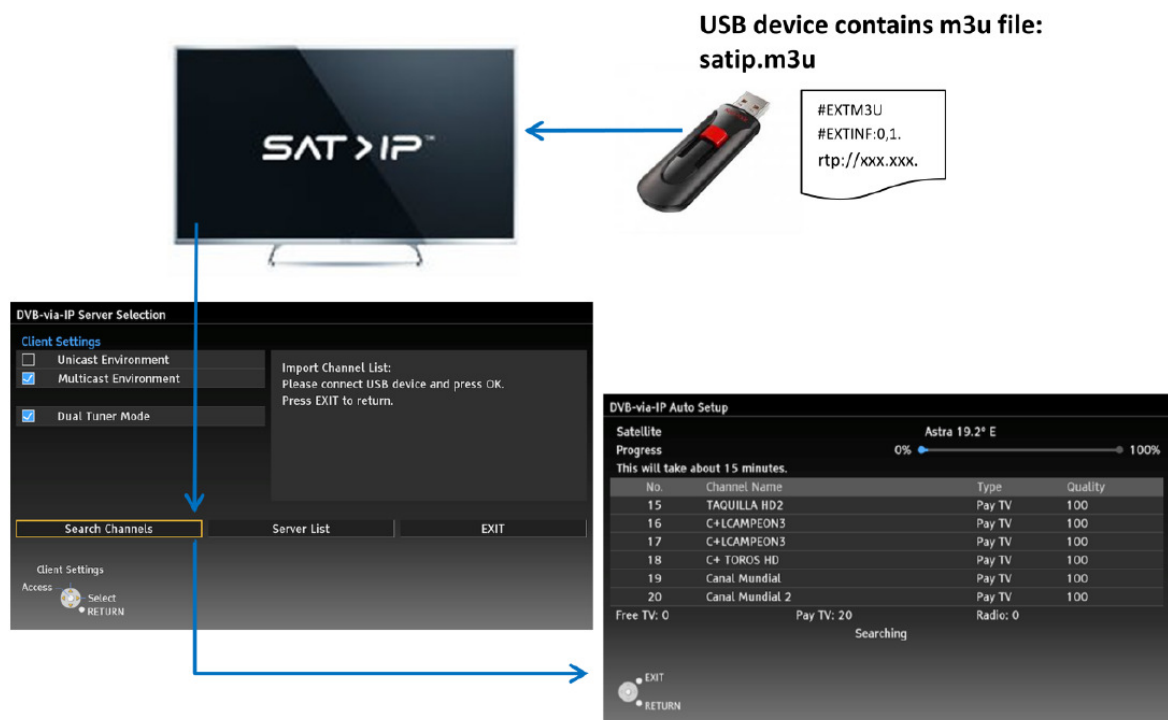 USB device contains m3u file:
satip.m3u
#EXTM3U
#EXTINF:0,1.
rtp://xxx.xxx.
SAT>IP™
DVB-via-IP Server Selection
Client Settings
Unicast Environment
Multicast Environment
Dual Tuner Mode
Import Channel List:
Please connect USB device and press OK.
Press EXIT to return.
Search Channels Server List EXIT
Client Settings
Access
Select
RETURN
DVB-via-IP Auto Setup
Satellite Astra 19.2° E
Progress 0% 100%
This will take about 15 minutes.
No. Channel Name Type Quality
15 TAQUILLA HD2 Pay TV 100
16 C+LCAMPEON3 Pay TV 100
17 C+LCAMPEON3 Pay TV 100
18 C+ TOROS HD Pay TV 100
19 Canal Mundial Pay TV 100
20 Canal Mundial 2 Pay TV 100
Free TV: 0 Pay TV: 20 Radio: 0
Searching
EXIT
RETURN